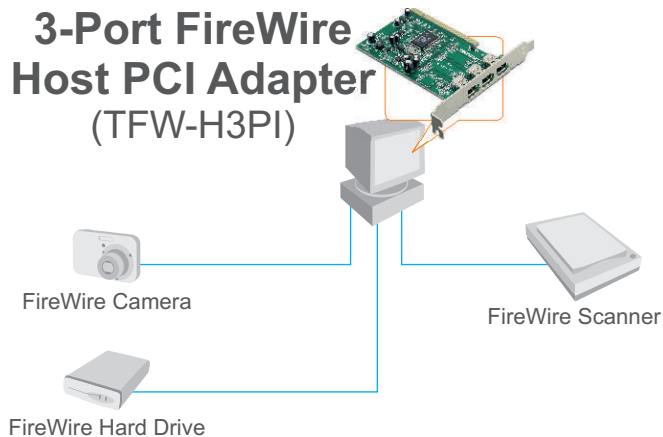 3-Port FireWire
Host PCI Adapter
(TFW-H3PI)
FireWire Camera
FireWire Scanner
FireWire Hard Drive